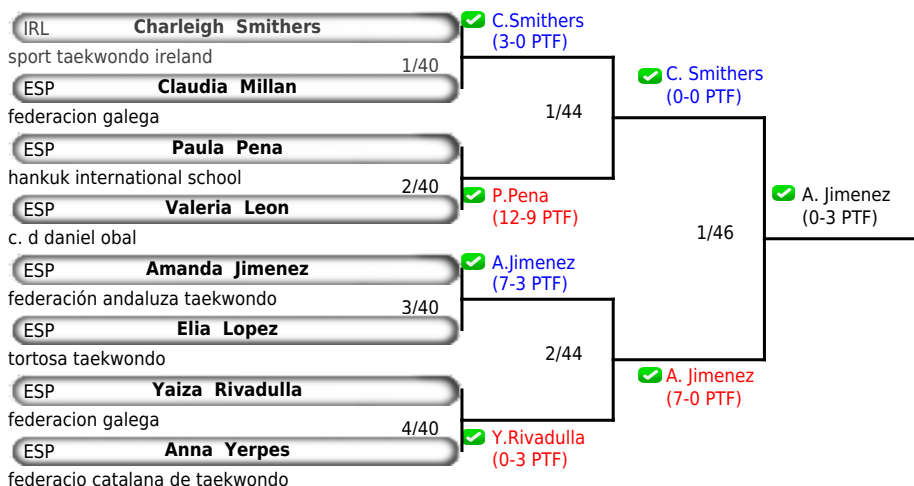 IRL Charleigh Smithers
sport taekwondo ireland
1/40
ESP Claudia Millan
federacion galega
ESP Paula Pena
hankuk international school
2/40
ESP Valeria Leon
c. d daniel obal
ESP Amanda Jimenez
federación andaluza taekwondo
3/40
ESP Elia Lopez
tortosa taekwondo
ESP Yaiza Rivadulla
federacion galega
4/40
ESP Anna Yerpes
federacio catalana de taekwondo
C.Smithers
(3-0 PTF)
1/44
P.Pena
(12-9 PTF)
A.Jimenez
(7-3 PTF)
2/44
Y.Rivadulla
(0-3 PTF)
C. Smithers
(0-0 PTF)
1/46
A. Jimenez
(7-0 PTF)
A. Jimenez
(0-3 PTF)